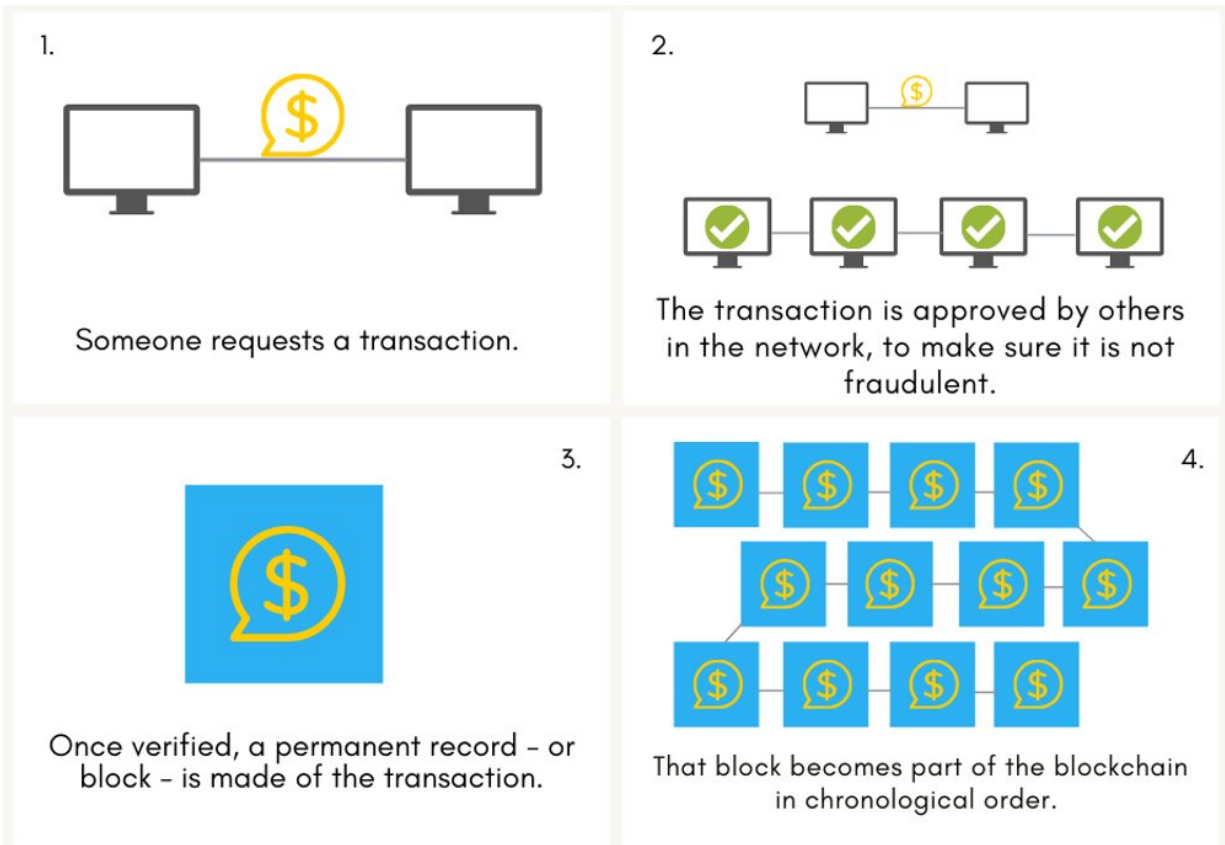 1.
Someone requests a transaction.
2.
$
The transaction is approved by others
in the network, to make sure it is not
fraudulent.
3.
$
Once verified, a permanent record – or
block – is made of the transaction.
4.
$ $ $ $
$ $ $ $
$ $ $ $
That block becomes part of the blockchain
in chronological order.